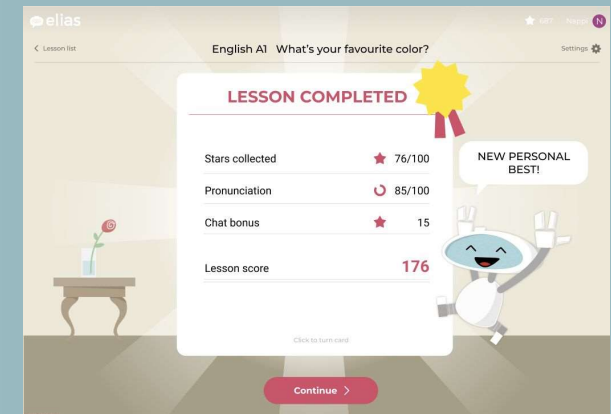 elias
Lesson list
English A1 What's your favourite color?
Settings
LESSON COMPLETED
Stars collected 76/100
Pronunciation 85/100
Chat bonus 15
Lesson score 176
NEW PERSONAL
BEST!
Click to turn card
Continue
N